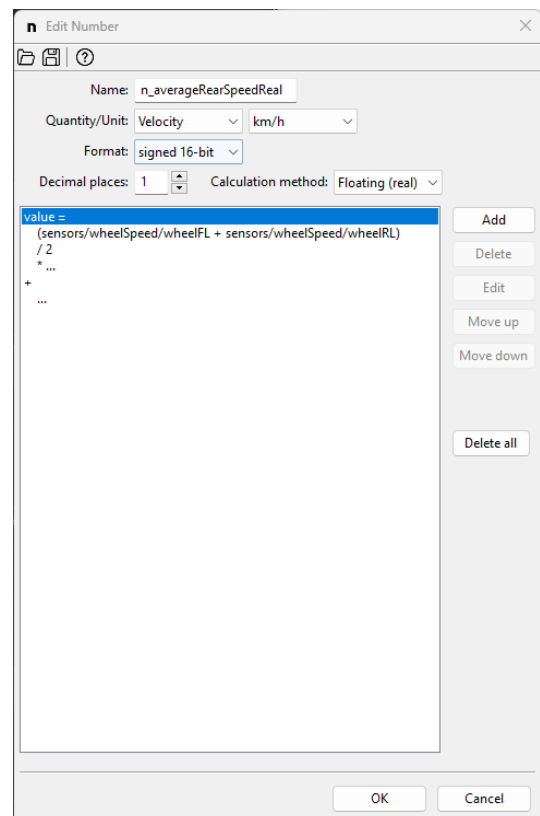 n Edit Number
Name: n_averageRearSpeedReal
Quantity/Unit: Velocity km/h
Format: signed 16-bit
Decimal places: 1 Calculation method: Floating (real)
value =
(sensors/wheelSpeed/wheelFL + sensors/wheelSpeed/wheelRL)
/ 2
* ...
+
...
Add
Delete
Edit
Move up
Move down
Delete all
OK Cancel